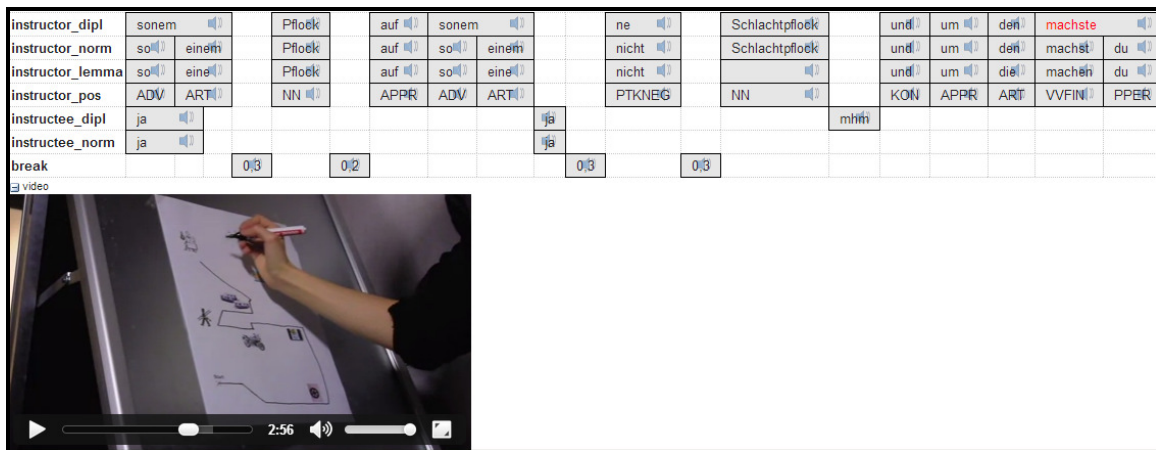 instructor_dipl sonem Pflock auf sonem ne Schlachtpflock und um den machste
instructor_norm so einem Pflock auf so einem nicht Schlachtpflock und um den machst du
instructor_lemma so eine Pflock auf so eine nicht und um die machen du
instructor_pos ADV ART NN APPR ADV ART PTKNEG NN KON APPR ART VVFIN PPER
instructee_dipl ja ja mhm
instructee_norm ja ja
break 0,3 0,2 0,3 0,3
video
2:56